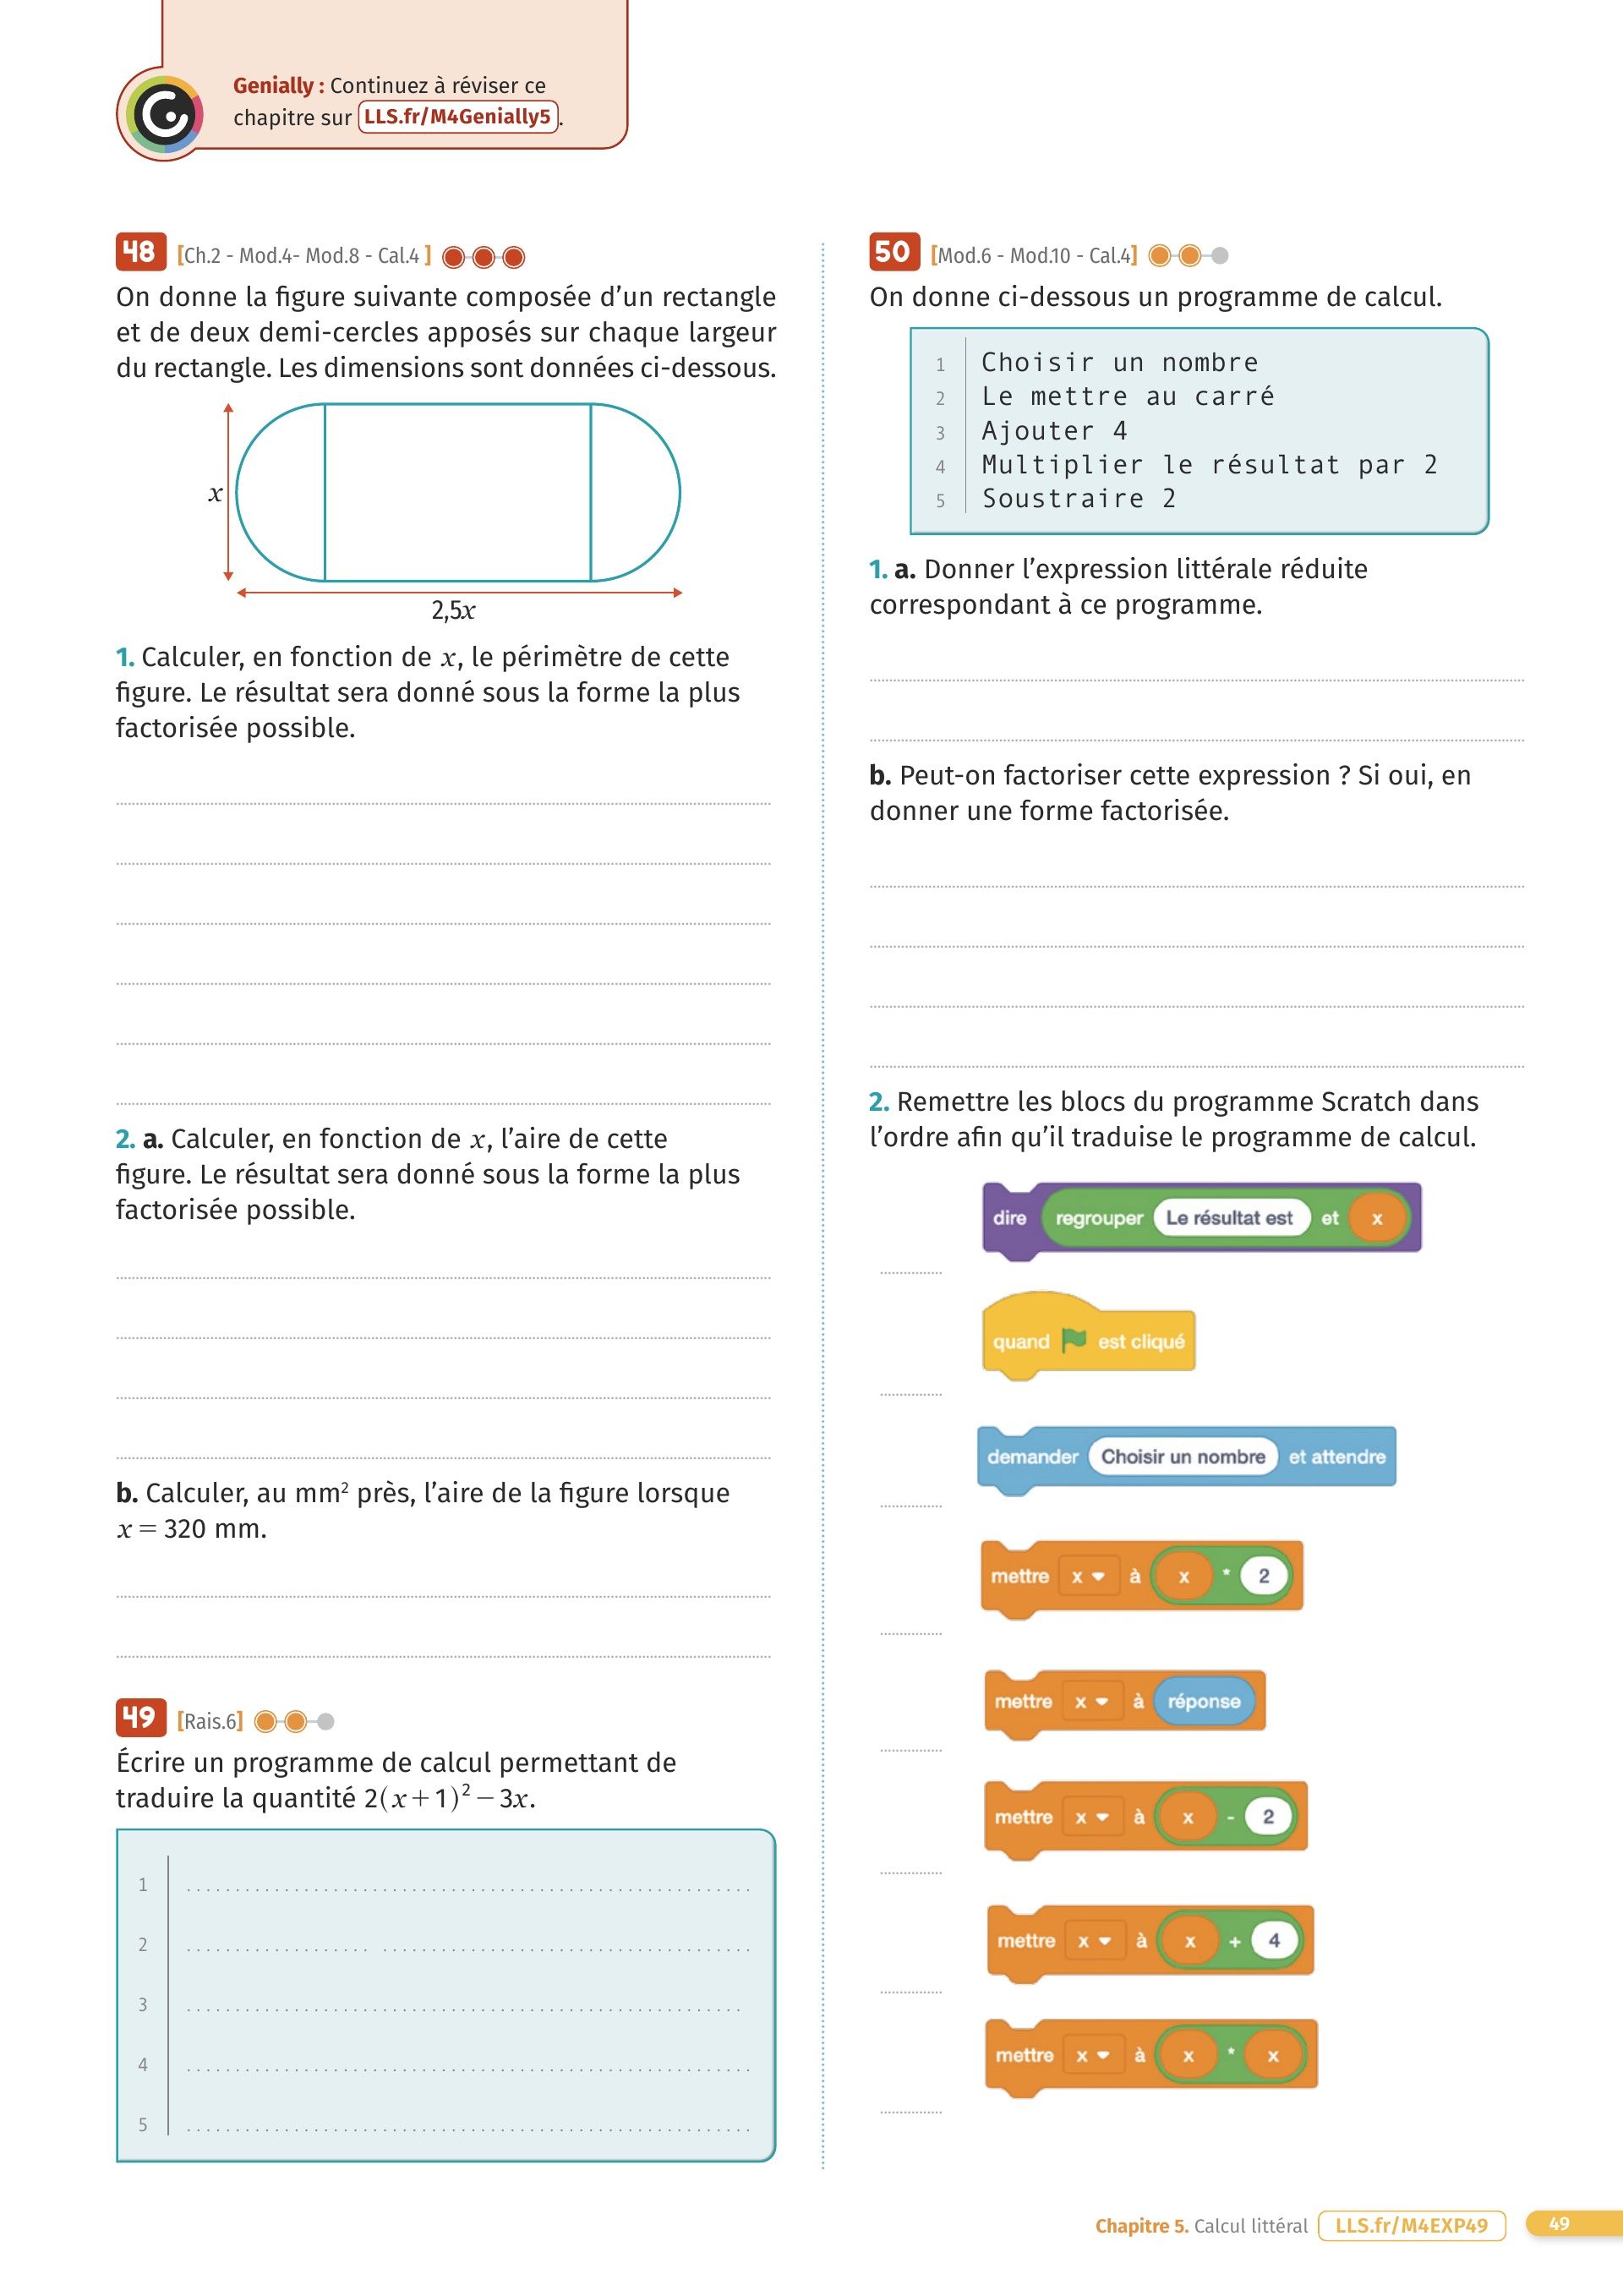 Genially : Continuez à réviser ce
chapitre sur LLS.fr/M4Genially5.
48 [Ch.2 - Mod.4- Mod.8 - Cal.4 ]
On donne la figure suivante composée d’un rectangle
et de deux demi-cercles apposés sur chaque largeur
du rectangle. Les dimensions sont données ci-dessous.
x
2,5x
1. Calculer, en fonction de x, le périmètre de cette
figure. Le résultat sera donné sous la forme la plus
factorisée possible.
2. a. Calculer, en fonction de x, l’aire de cette
figure. Le résultat sera donné sous la forme la plus
factorisée possible.
b. Calculer, au mm² près, l’aire de la figure lorsque
x = 320 mm.
49 [Rais.6]
Écrire un programme de calcul permettant de
traduire la quantité 2(x+1)² − 3x.
1
2
3
4
5
50 [Mod.6 - Mod.10 - Cal.4]
On donne ci-dessous un programme de calcul.
1 Choisir un nombre
2 Le mettre au carré
3 Ajouter 4
4 Multiplier le résultat par 2
5 Soustraire 2
1. a. Donner l’expression littérale réduite
correspondant à ce programme.
b. Peut-on factoriser cette expression ? Si oui, en
donner une forme factorisée.
2. Remettre les blocs du programme Scratch dans
l’ordre afin qu’il traduise le programme de calcul.
dire regrouper Le résultat est et x
quand est cliqué
demander Choisir un nombre et attendre
mettre x à x * 2
mettre x à réponse
mettre x à x - 2
mettre x à x + 4
mettre x à x * x
Chapitre 5. Calcul littéral LLS.fr/M4EXP49 49